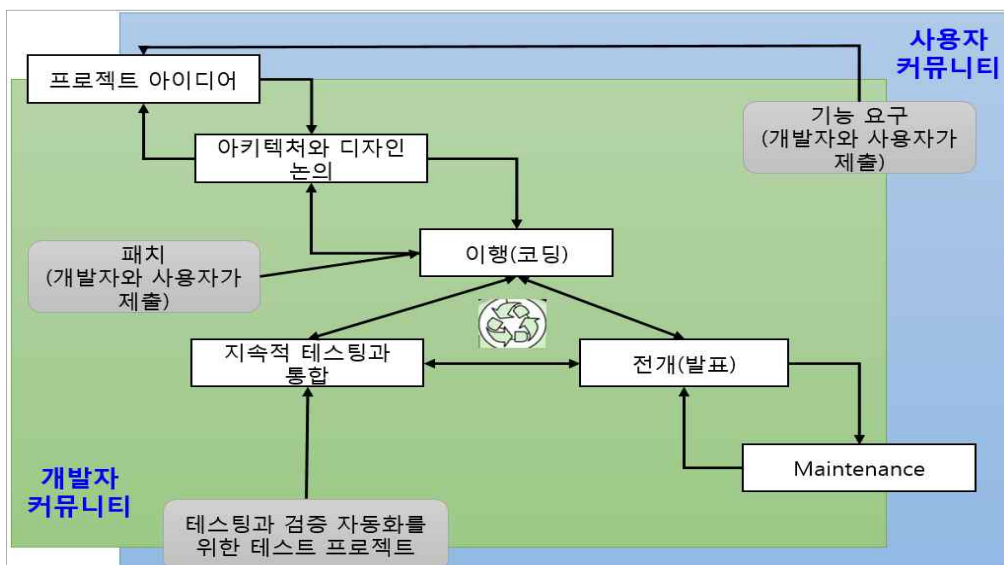 사용자
커뮤니티
프로젝트 아이디어
기능 요구
(개발자와 사용자가
제출)
아키텍처와 디자인
논의
이행(코딩)
패치
(개발자와 사용자가
제출)
지속적 테스팅과
통합
전개(발표)
Maintenance
개발자
커뮤니티
테스팅과 검증 자동화를
위한 테스트 프로젝트